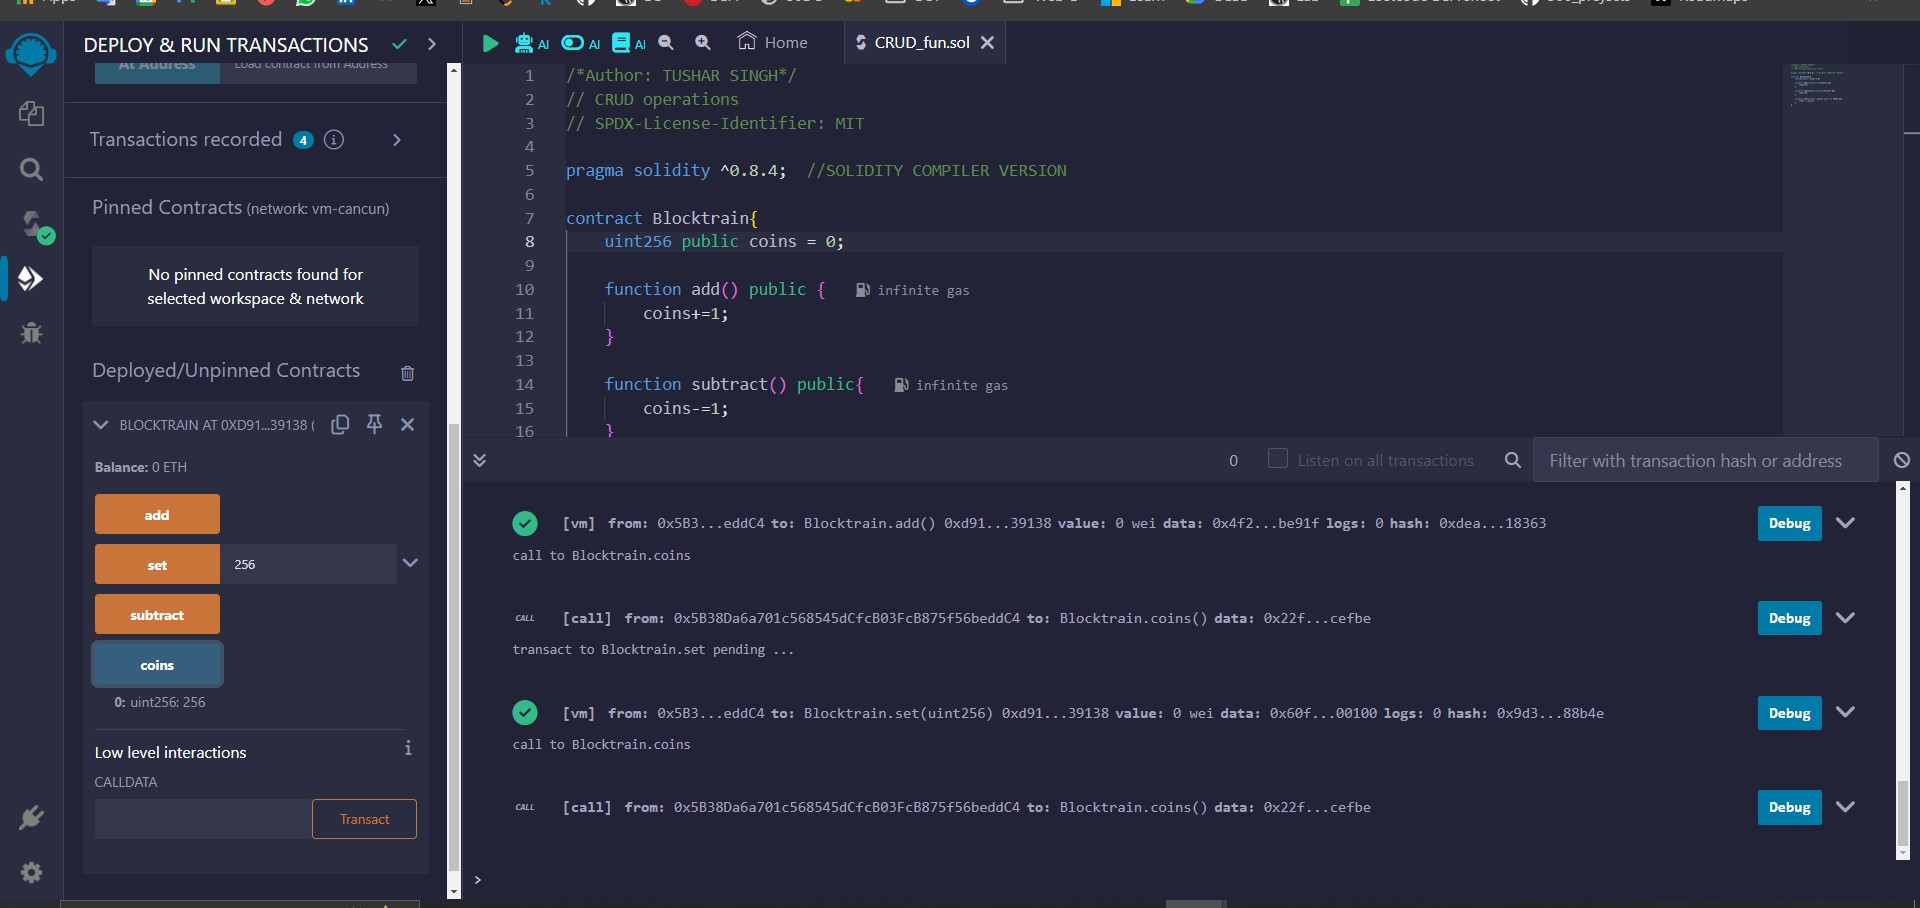 DEPLOY & RUN TRANSACTIONS
At Address
Load contract from Address
Transactions recorded 4
Pinned Contracts (network: vm-cancun)
No pinned contracts found for
selected workspace & network
Deployed/Unpinned Contracts
BLOCKTRAIN AT 0XD91...39138 (
Balance: 0 ETH
add
set 256
subtract
coins
0: uint256: 256
Low level interactions
CALLDATA
Transact
AI AI AI Home CRUD_fun.sol
1 /*Author: TUSHAR SINGH*/
2 // CRUD operations
3 // SPDX-License-Identifier: MIT
4
5 pragma solidity ^0.8.4; //SOLIDITY COMPILER VERSION
6
7 contract Blocktrain{
8 uint256 public coins = 0;
9
10 function add() public { infinite gas
11 coins+=1;
12 }
13
14 function subtract() public{ infinite gas
15 coins-=1;
16 }
0 Listen on all transactions Filter with transaction hash or address
[vm] from: 0x5B3...eddC4 to: Blocktrain.add() 0xd91...39138 value: 0 wei data: 0x4f2...be91f logs: 0 hash: 0xdea...18363 Debug
call to Blocktrain.coins
CALL [call] from: 0x5B38Da6a701c568545dCfcB03FcB875f56beddC4 to: Blocktrain.coins() data: 0x22f...cefbe Debug
transact to Blocktrain.set pending ...
[vm] from: 0x5B3...eddC4 to: Blocktrain.set(uint256) 0xd91...39138 value: 0 wei data: 0x60f...00100 logs: 0 hash: 0x9d3...88b4e Debug
call to Blocktrain.coins
CALL [call] from: 0x5B38Da6a701c568545dCfcB03FcB875f56beddC4 to: Blocktrain.coins() data: 0x22f...cefbe Debug
>